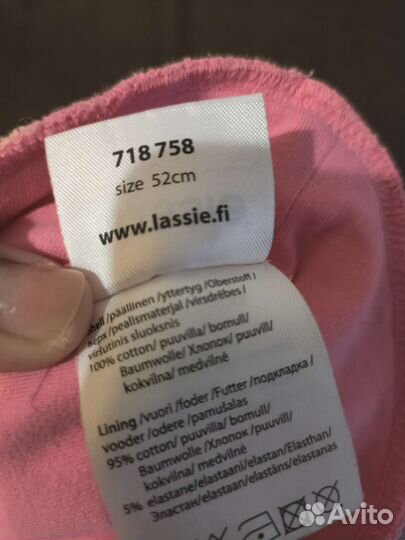 718 758
size 52cm
www.lassie.fi
Shell /päällinen /yttertyg /Oberstoff /
верх /pealismaterjal /virsdrēbes /
viršutinis sluoksnis
100% cotton/ puuvilla/ bomull/
Baumwolle/ Хлопок /puuvill/
kokvilna/ medvilnė
Lining /vuori /foder /Futter /подкладка /
vooder /odere /pamušalas
95% cotton/ puuvilla/ bomull/
Baumwolle /Хлопок /puuvill/
kokvilna/ medvilnė
5% elastane/elastaani/elastan/Elasthan/
Эластан/elastaan/elastāns/elastanas
Avito